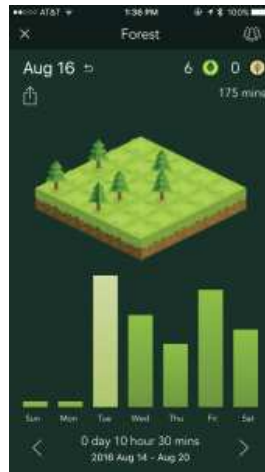 AT&T 1:36 PM 100%
Forest
Aug 16 6 0
175 mins
Sun Mon Tue Wed Thu Fri Sat
0 day 10 hour 30 mins
2016 Aug 14 - Aug 20